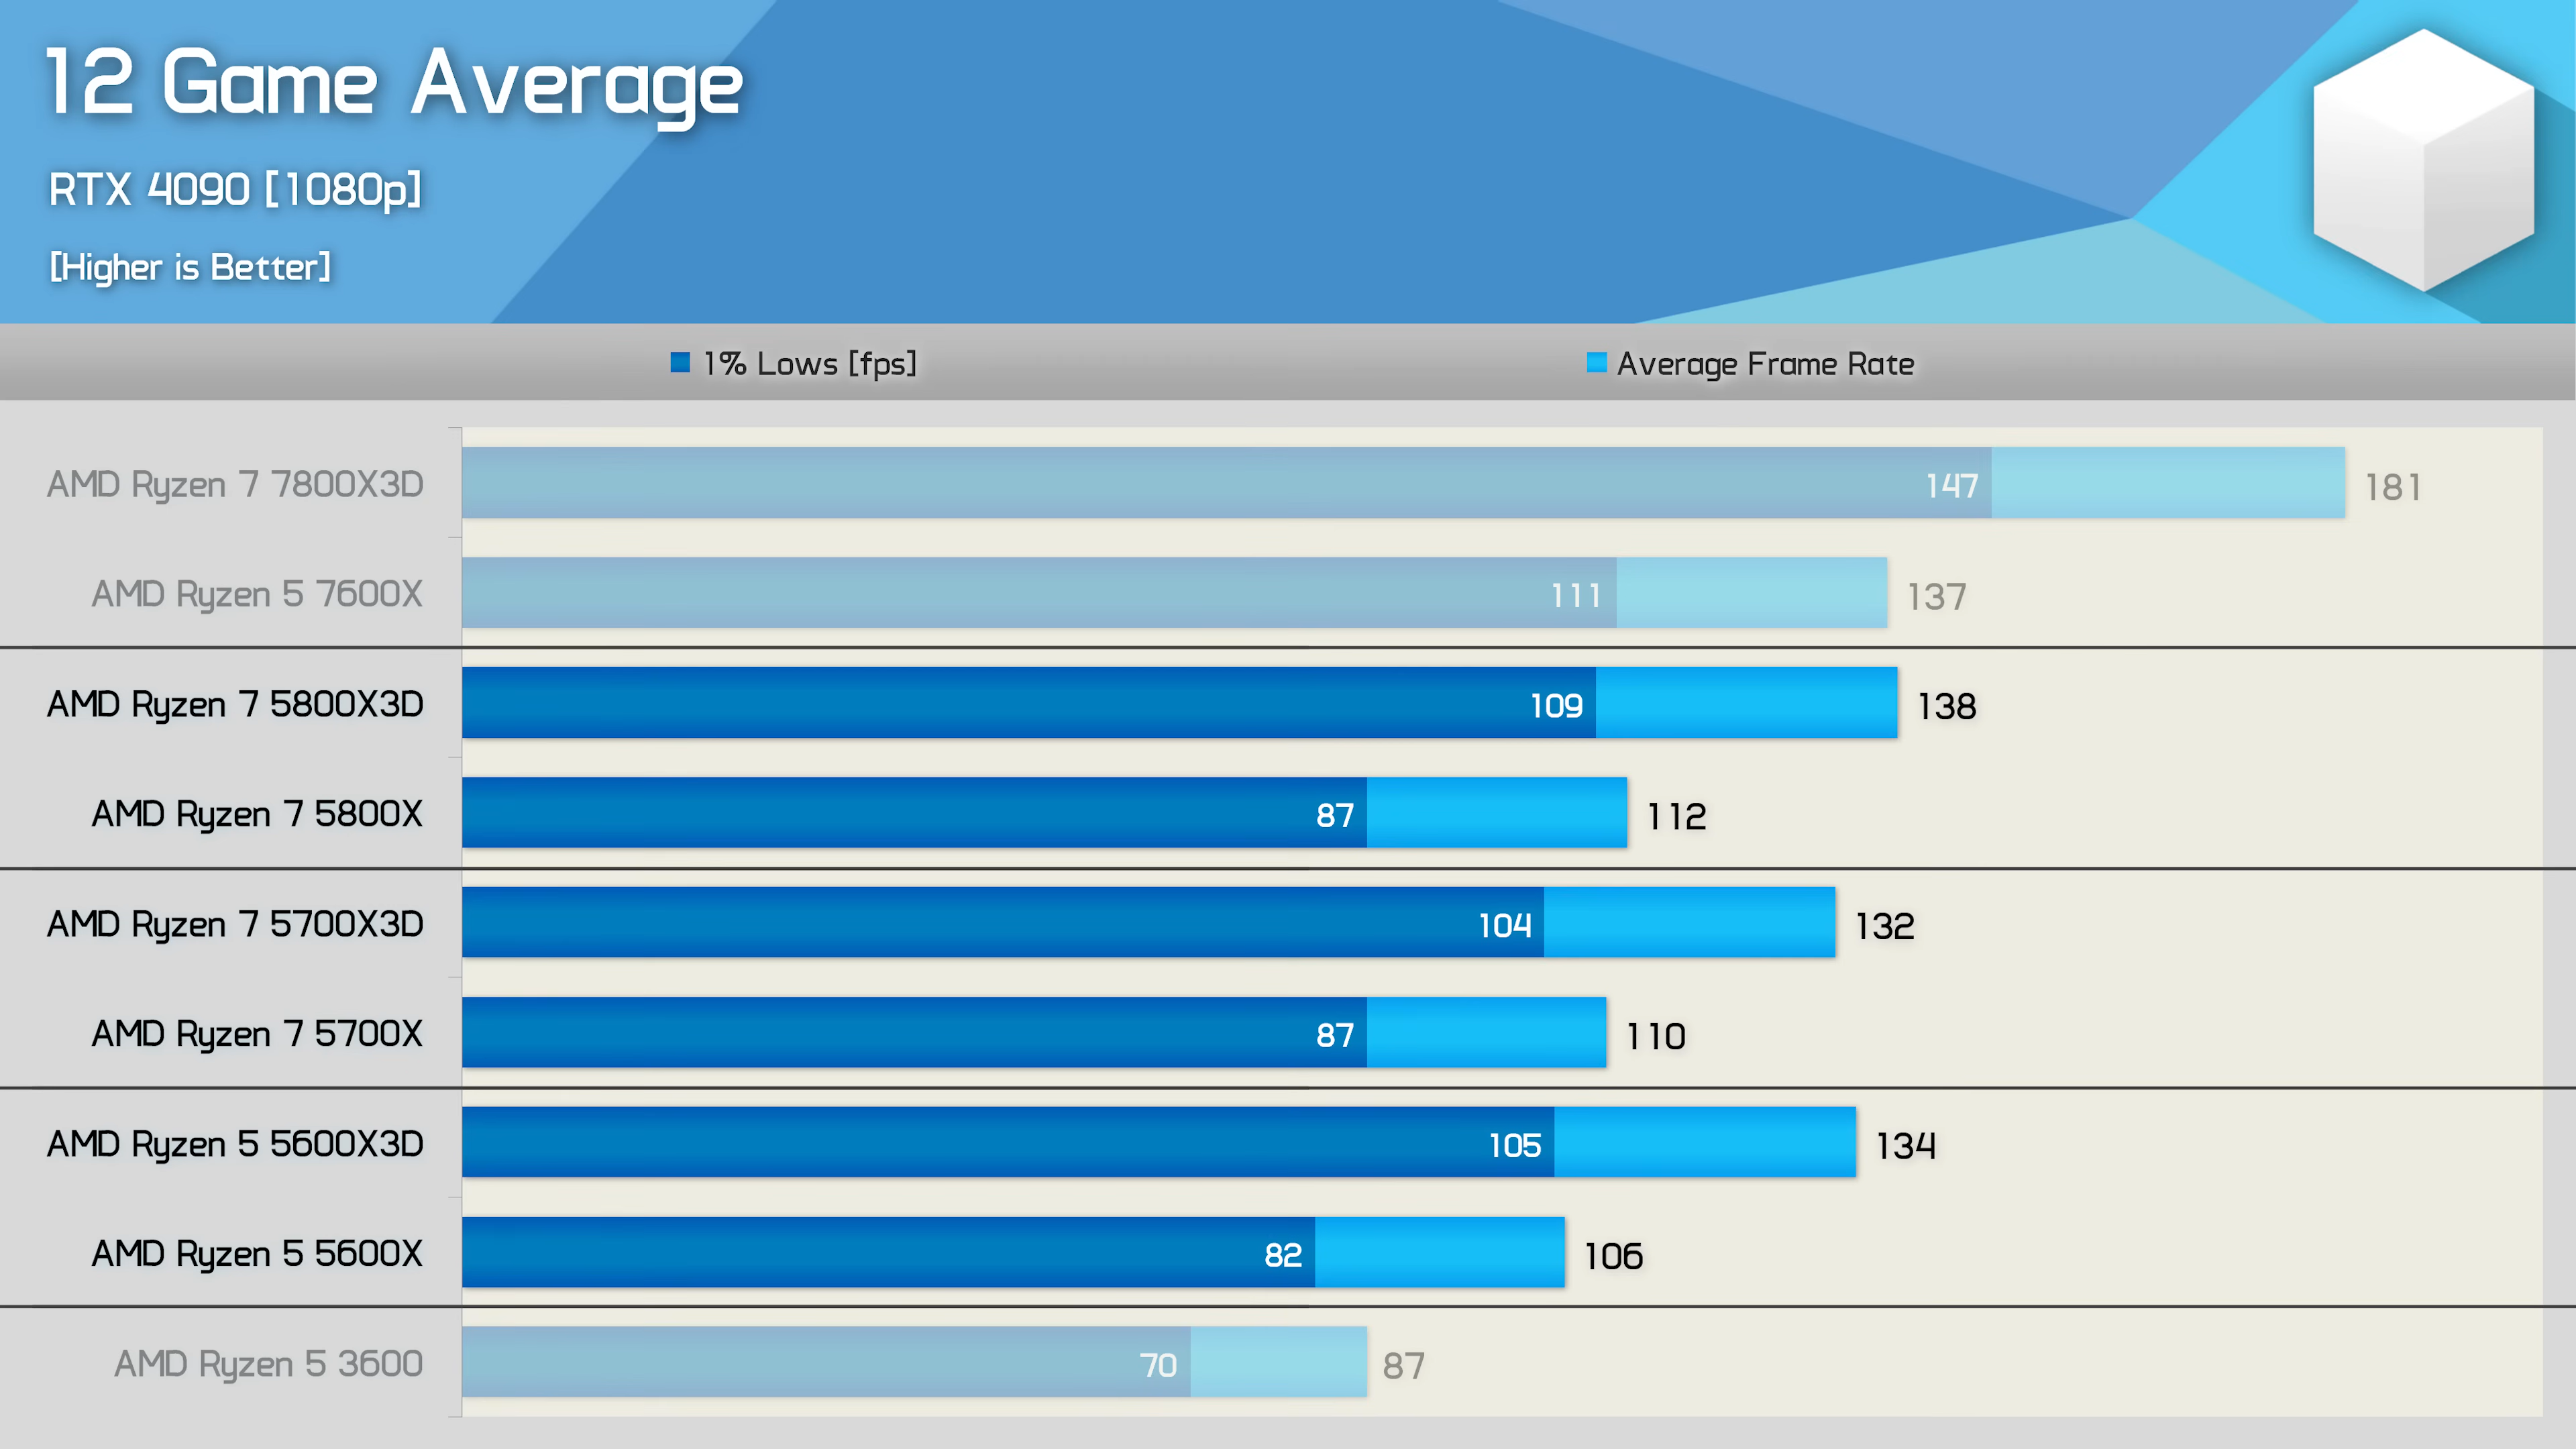 12 Game Average
RTX 4090 [1080p]
[Higher is Better]
1% Lows [fps] Average Frame Rate
AMD Ryzen 7 7800X3D 147 181
AMD Ryzen 5 7600X 111 137
AMD Ryzen 7 5800X3D 109 138
AMD Ryzen 7 5800X 87 112
AMD Ryzen 7 5700X3D 104 132
AMD Ryzen 7 5700X 87 110
AMD Ryzen 5 5600X3D 105 134
AMD Ryzen 5 5600X 82 106
AMD Ryzen 5 3600 70 87